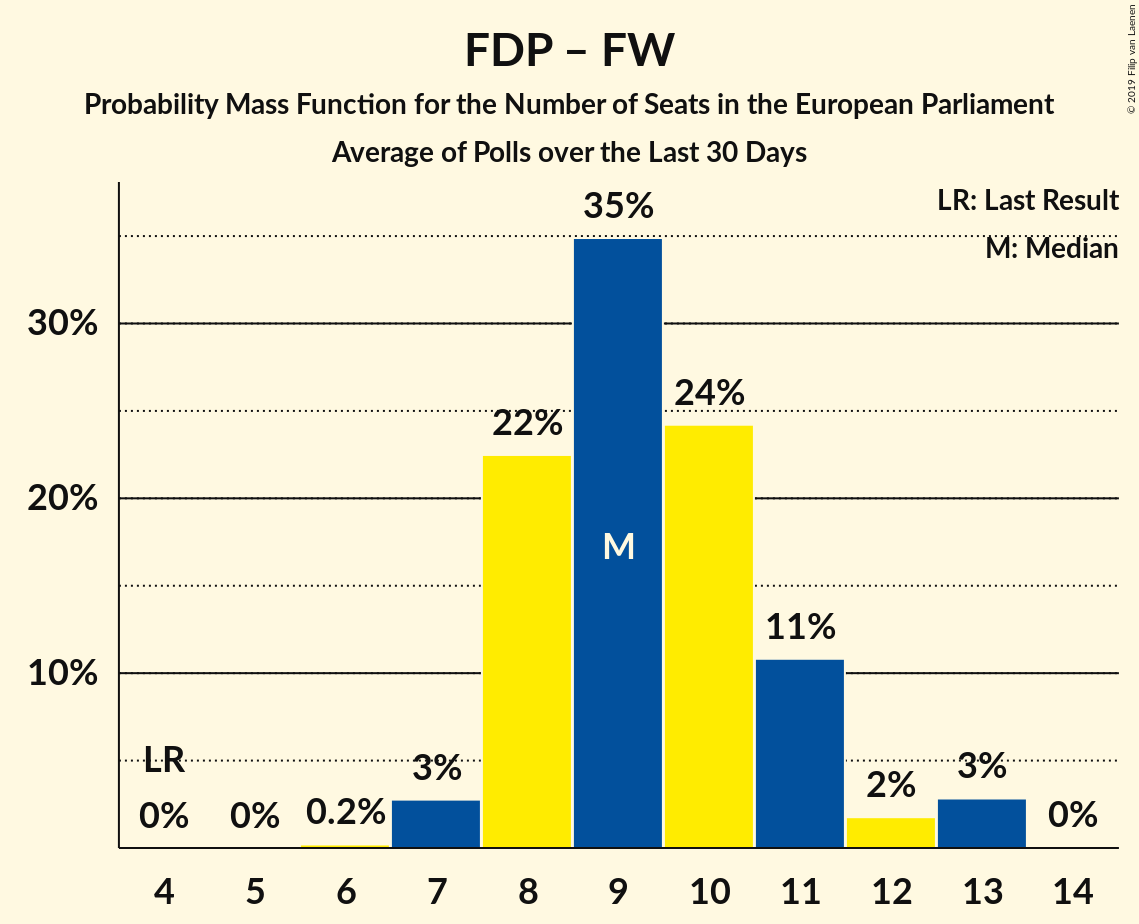 FDP – FW
Probability Mass Function for the Number of Seats in the European Parliament
Average of Polls over the Last 30 Days
© 2019 Filip van Laenen
LR: Last Result
M: Median
35%
30%
24%
22%
20%
M
11%
10%
LR
3%
3%
2%
0%
0%
0.2%
0%
4 5 6 7 8 9 10 11 12 13 14